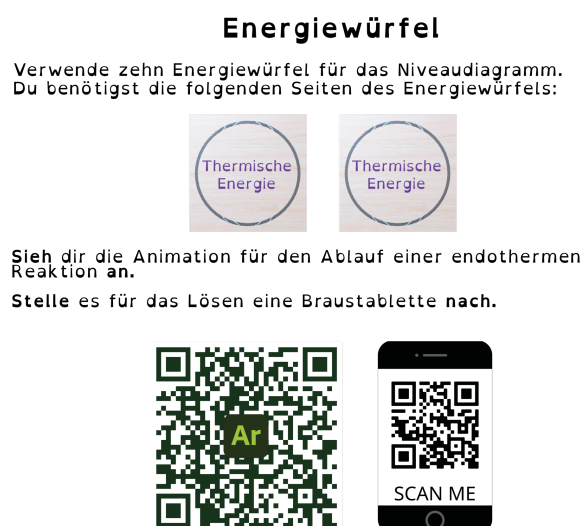 Energiewürfel
Verwende zehn Energiewürfel für das Niveaudiagramm.
Du benötigst die folgenden Seiten des Energiewürfels:
Thermische
Energie
Thermische
Energie
Sieh dir die Animation für den Ablauf einer endothermen
Reaktion an.
Stelle es für das Lösen eine Braustablette nach.
Ar
SCAN ME